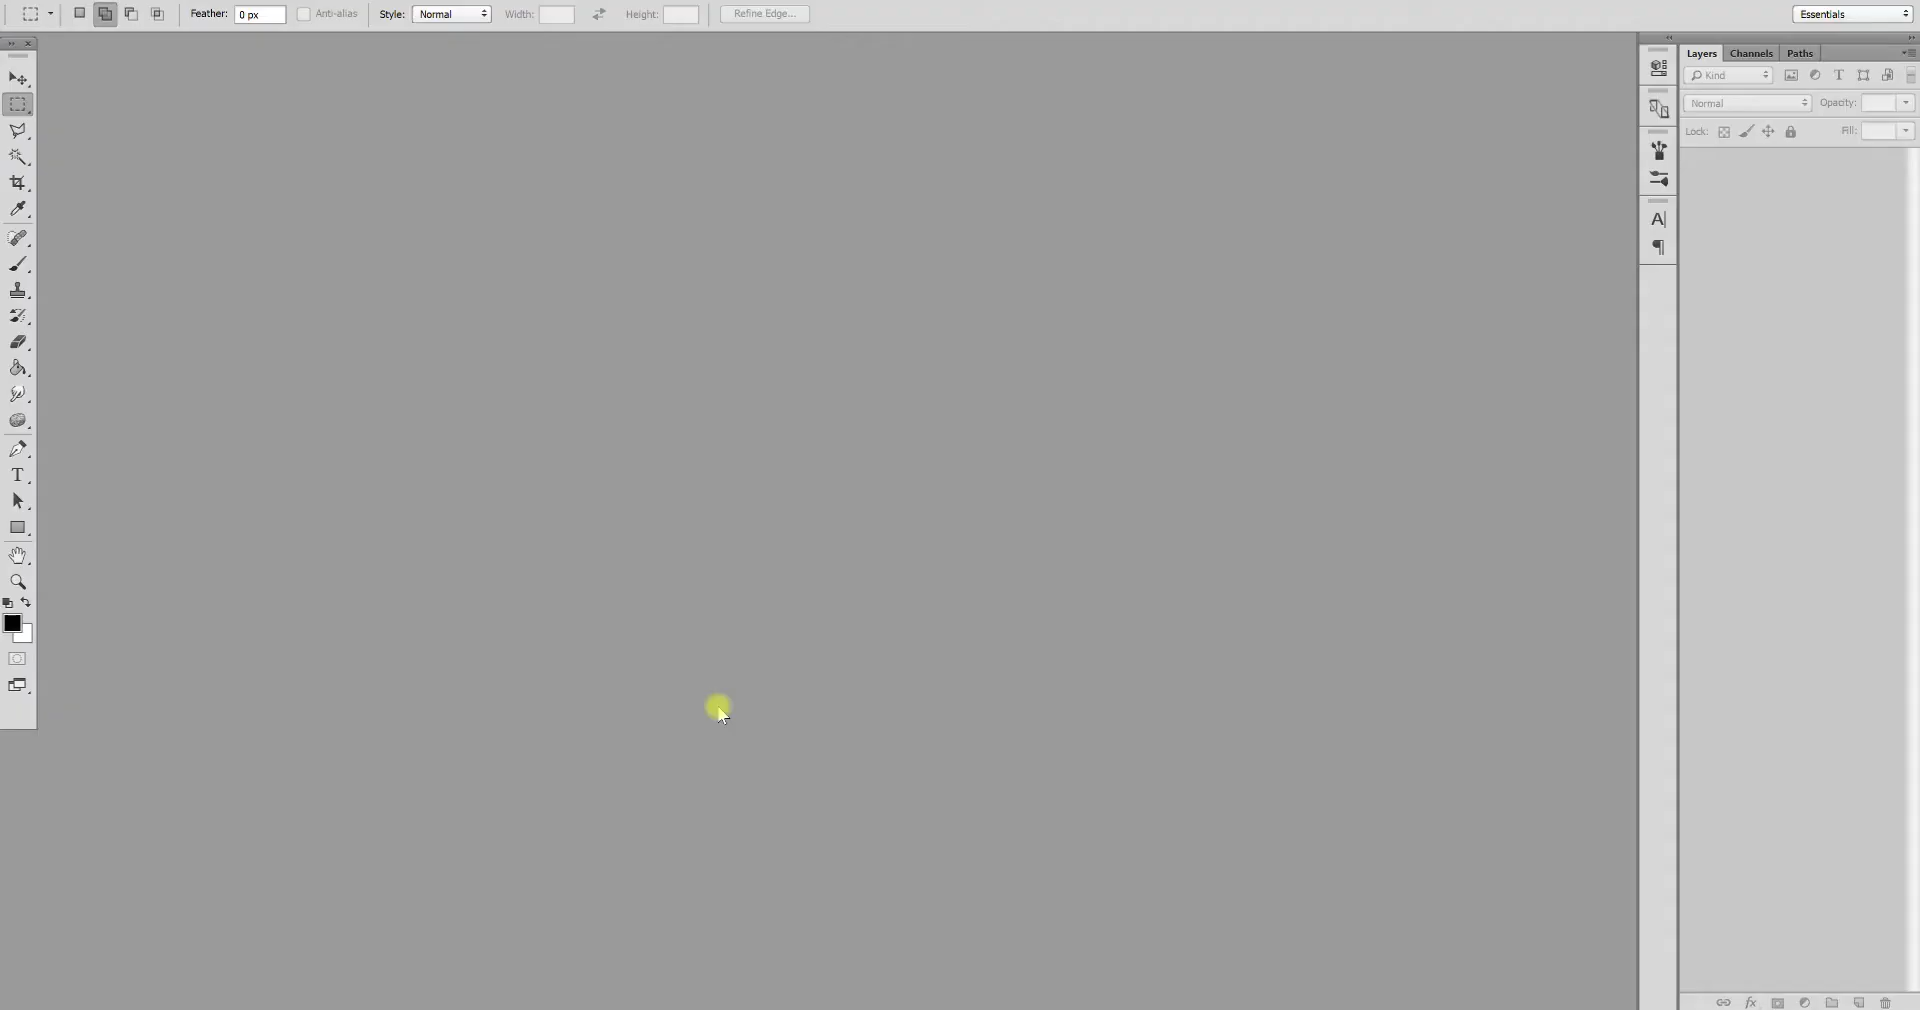 Feather: 0 px Anti-alias Style: Normal Width: Height: Refine Edge... Essentials
Layers Channels Paths
Kind
Normal Opacity:
Lock: Fill: